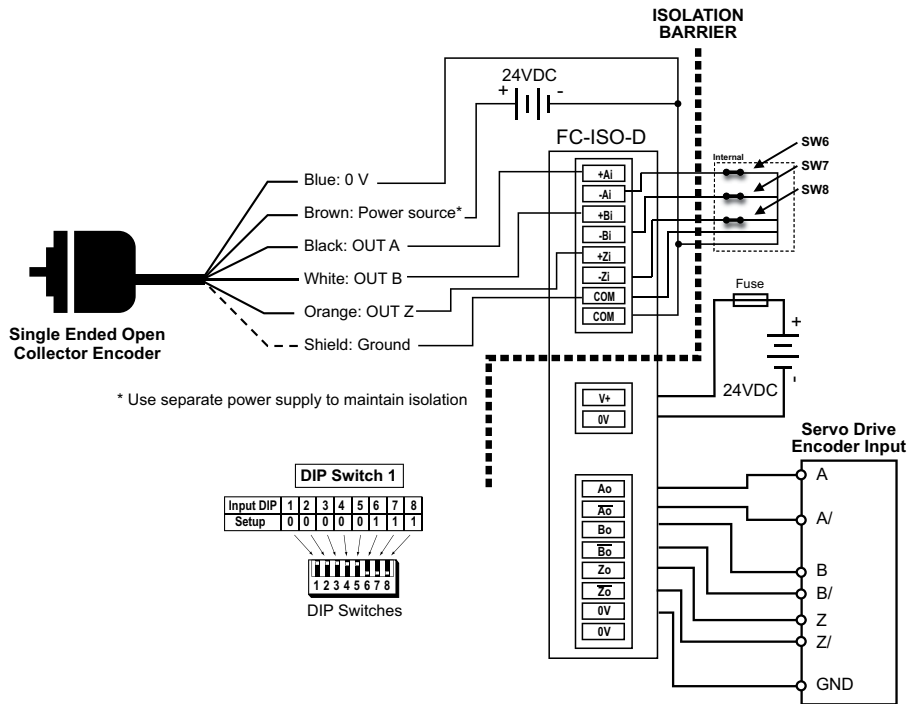 ISOLATION
BARRIER
24VDC
+ -
FC-ISO-D
Internal
SW6
SW7
SW8
Blue: 0 V
Brown: Power source*
Black: OUT A
White: OUT B
Orange: OUT Z
Shield: Ground
Single Ended Open
Collector Encoder
+Ai
-Ai
+Bi
-Bi
+Zi
-Zi
COM
COM
Fuse
+
-
24VDC
* Use separate power supply to maintain isolation
V+
0V
Servo Drive
Encoder Input
DIP Switch 1
Input DIP 1 2 3 4 5 6 7 8
Setup 0 0 0 0 0 1 1 1
1 2 3 4 5 6 7 8
DIP Switches
Ao
A̅o̅
Bo
B̅o̅
Zo
Z̅o̅
0V
0V
A
A/
B
B/
Z
Z/
GND